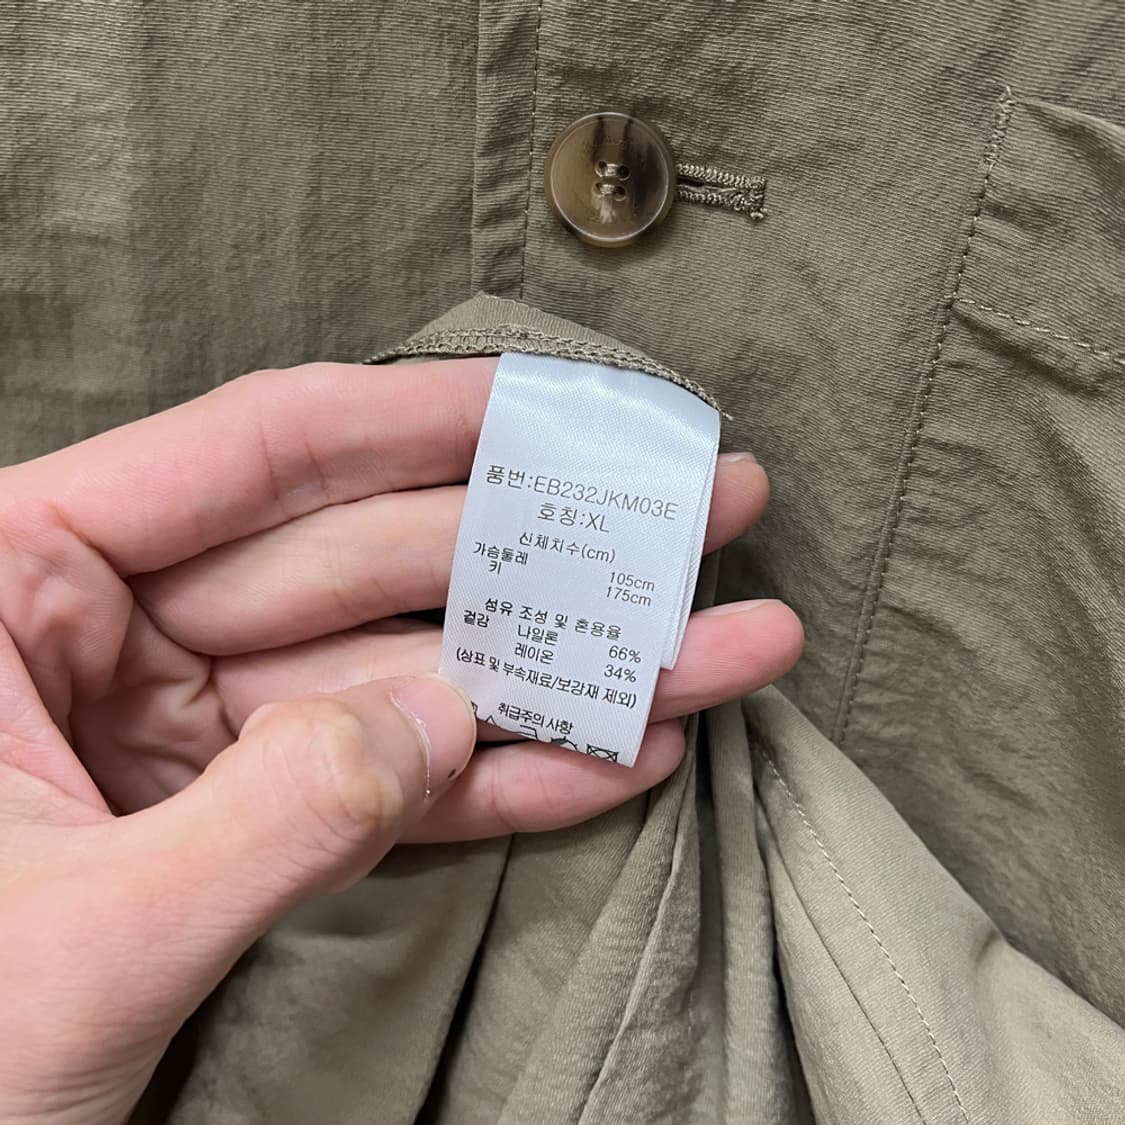 품번:EB232JKM03E
호칭:XL
신체치수(cm)
가슴둘레 105cm
키 175cm
섬유 조성 및 혼용율
겉감 나일론 66%
레이온 34%
(상표 및 부속재료/보강재 제외)
취급주의 사항